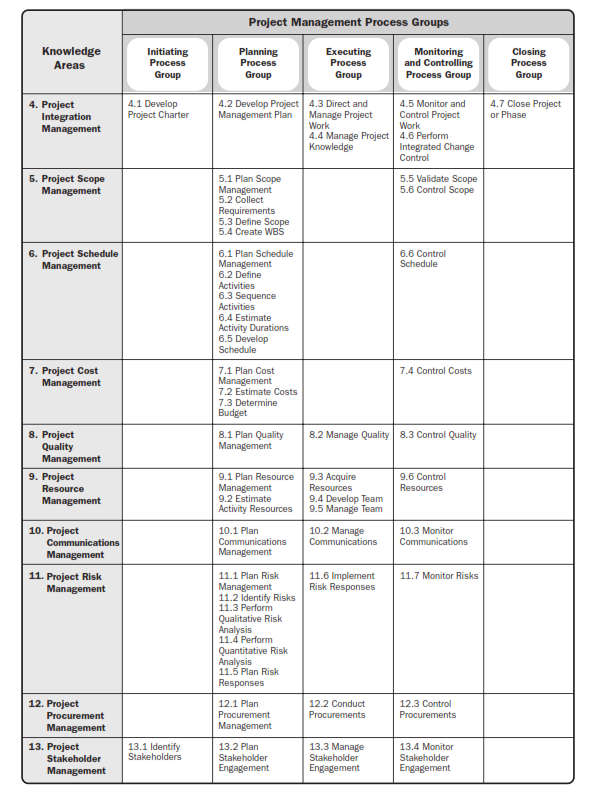 Project Management Process Groups
Knowledge
Areas
Initiating
Process
Group
Planning
Process
Group
Executing
Process
Group
Monitoring
and Controlling
Process Group
Closing
Process
Group
4. Project
Integration
Management
4.1 Develop
Project Charter
4.2 Develop Project
Management Plan
4.3 Direct and
Manage Project
Work
4.4 Manage Project
Knowledge
4.5 Monitor and
Control Project
Work
4.6 Perform
Integrated Change
Control
4.7 Close Project
or Phase
5. Project Scope
Management
5.1 Plan Scope
Management
5.2 Collect
Requirements
5.3 Define Scope
5.4 Create WBS
5.5 Validate Scope
5.6 Control Scope
6. Project Schedule
Management
6.1 Plan Schedule
Management
6.2 Define
Activities
6.3 Sequence
Activities
6.4 Estimate
Activity Durations
6.5 Develop
Schedule
6.6 Control
Schedule
7. Project Cost
Management
7.1 Plan Cost
Management
7.2 Estimate Costs
7.3 Determine
Budget
7.4 Control Costs
8. Project
Quality
Management
8.1 Plan Quality
Management
8.2 Manage Quality
8.3 Control Quality
9. Project
Resource
Management
9.1 Plan Resource
Management
9.2 Estimate
Activity Resources
9.3 Acquire
Resources
9.4 Develop Team
9.5 Manage Team
9.6 Control
Resources
10. Project
Communications
Management
10.1 Plan
Communications
Management
10.2 Manage
Communications
10.3 Monitor
Communications
11. Project Risk
Management
11.1 Plan Risk
Management
11.2 Identify Risks
11.3 Perform
Qualitative Risk
Analysis
11.4 Perform
Quantitative Risk
Analysis
11.5 Plan Risk
Responses
11.6 Implement
Risk Responses
11.7 Monitor Risks
12. Project
Procurement
Management
12.1 Plan
Procurement
Management
12.2 Conduct
Procurements
12.3 Control
Procurements
13. Project
Stakeholder
Management
13.1 Identify
Stakeholders
13.2 Plan
Stakeholder
Engagement
13.3 Manage
Stakeholder
Engagement
13.4 Monitor
Stakeholder
Engagement